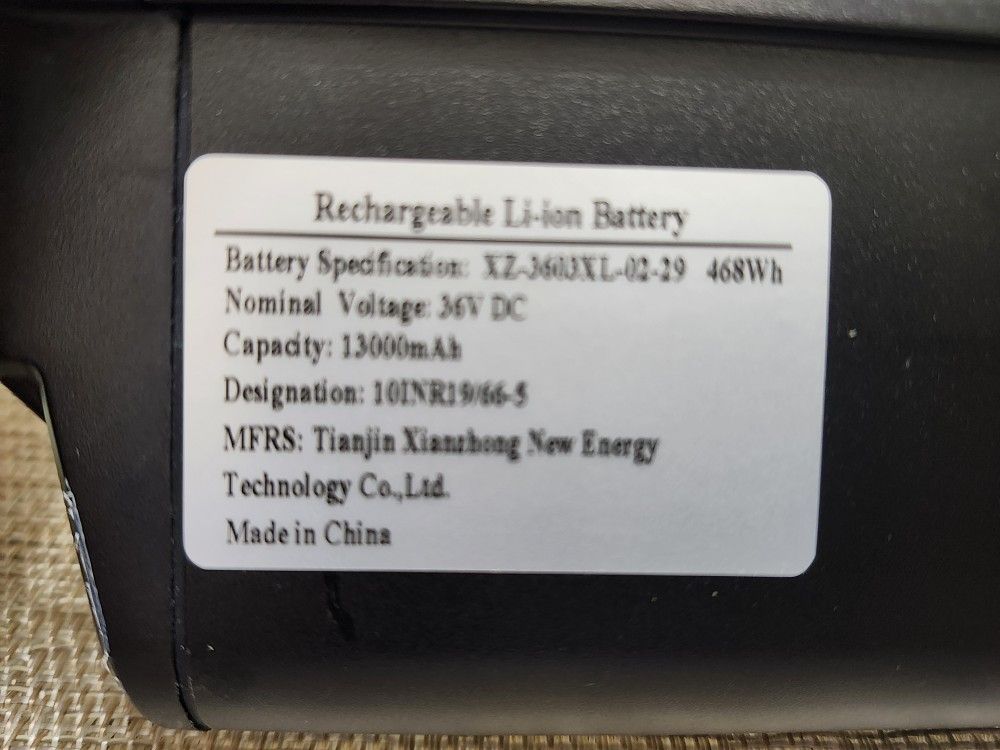 Rechargeable Li-ion Battery
Battery Specification: XZ-3603XL-02-29 468Wh
Nominal Voltage: 36V DC
Capacity: 13000mAh
Designation: 10INR19/66-5
MFRS: Tianjin Xianzhong New Energy
Technology Co.,Ltd.
Made in China